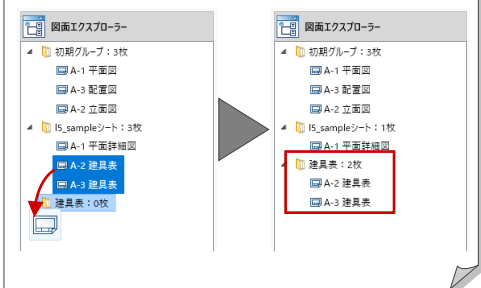 図面エクスプローラー
初期グループ：3枚
A-1 平面図
A-3 配置図
A-2 立面図
l5_sampleシート：3枚
A-1 平面詳細図
A-2 建具表
A-3 建具表
建具表：0枚
図面エクスプローラー
初期グループ：3枚
A-1 平面図
A-3 配置図
A-2 立面図
l5_sampleシート：1枚
A-1 平面詳細図
建具表：2枚
A-2 建具表
A-3 建具表